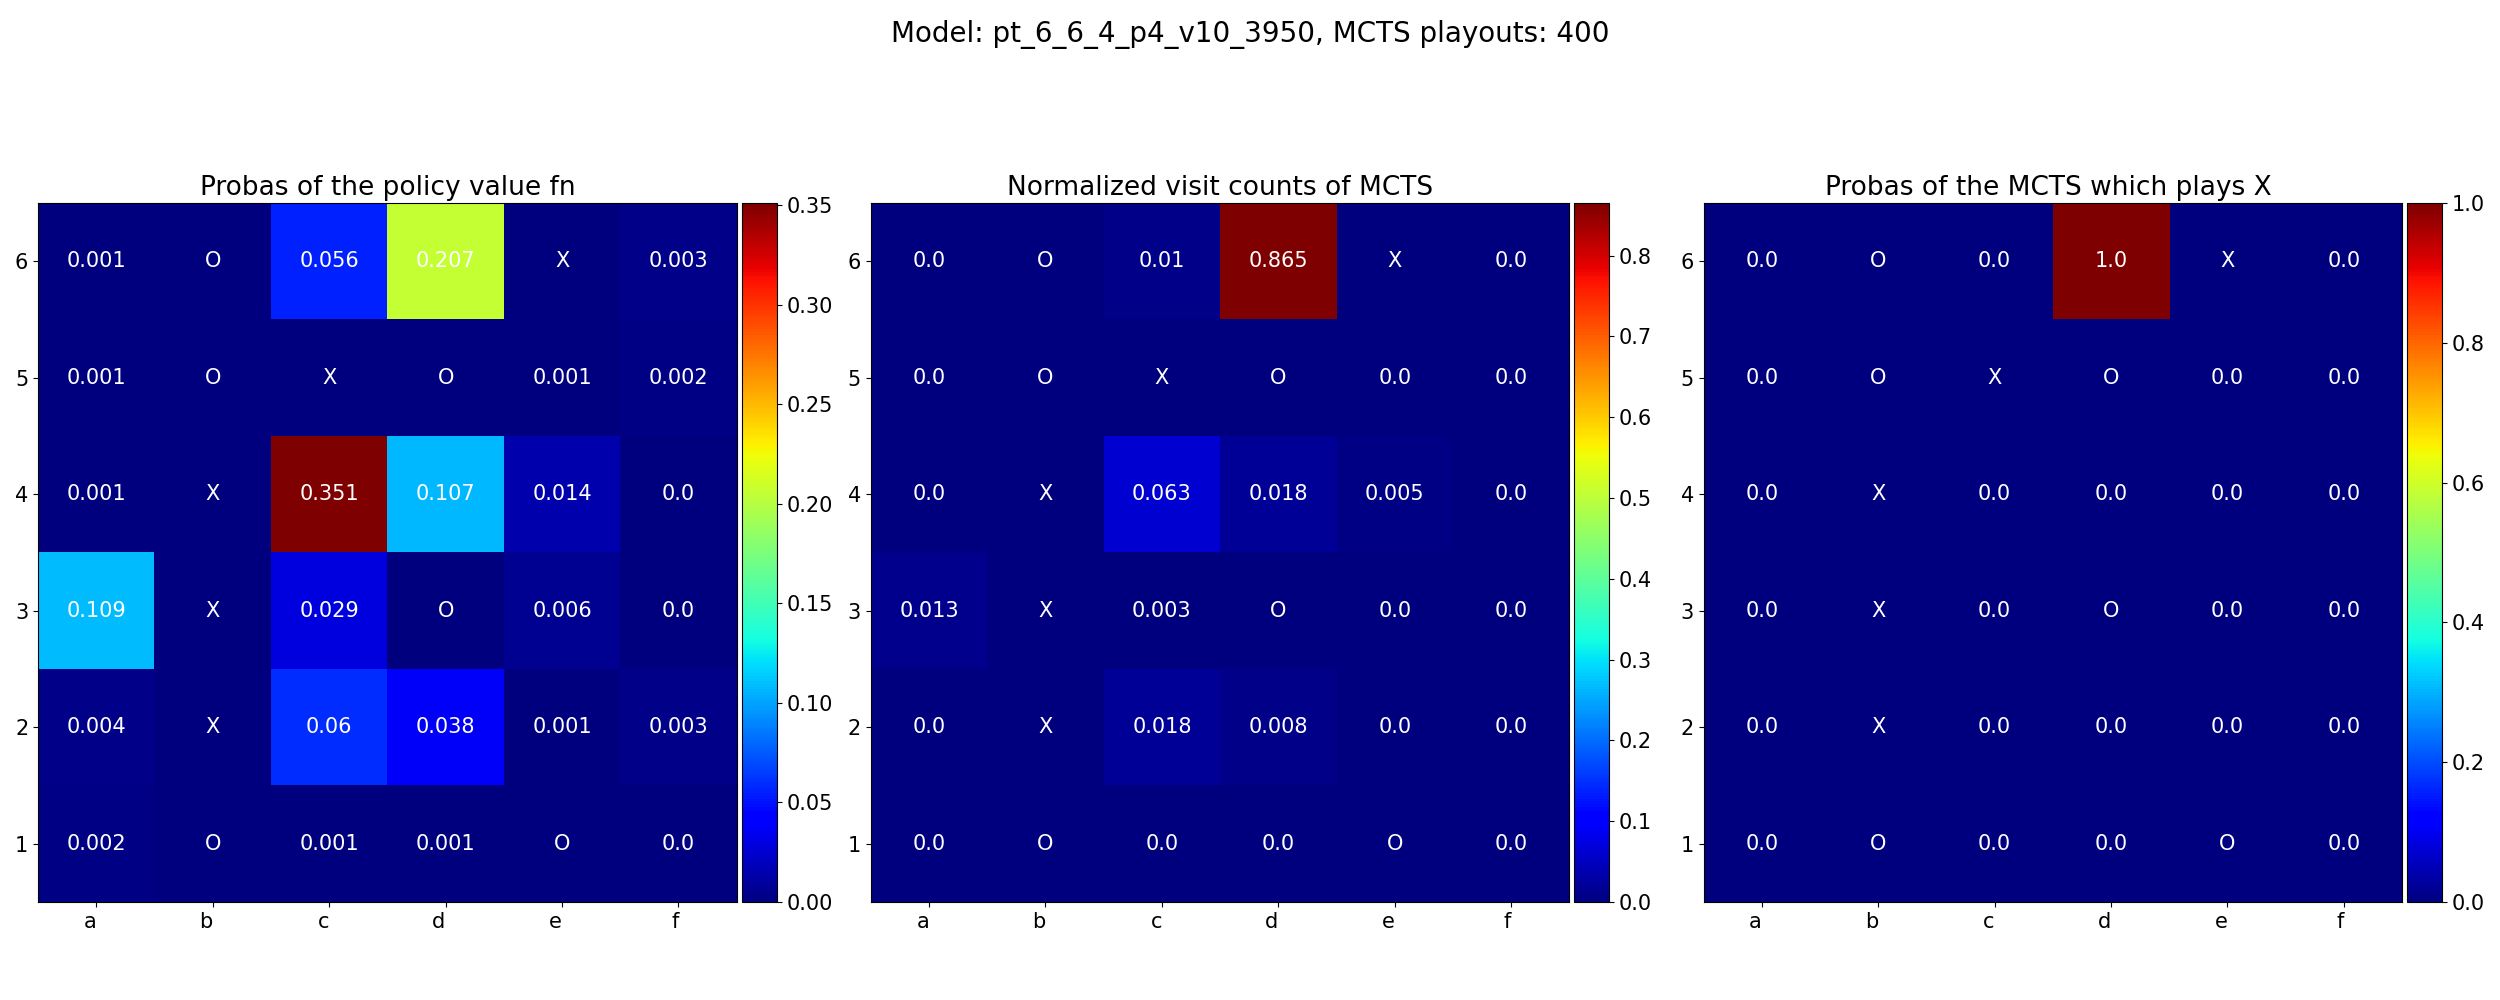 Model: pt_6_6_4_p4_v10_3950, MCTS playouts: 400
Probas of the policy value fn
6 0.001 O 0.056 0.207 X 0.003
5 0.001 O X O 0.001 0.002
4 0.001 X 0.351 0.107 0.014 0.0
3 0.109 X 0.029 O 0.006 0.0
2 0.004 X 0.06 0.038 0.001 0.003
1 0.002 O 0.001 0.001 O 0.0
a b c d e f
0.35
0.30
0.25
0.20
0.15
0.10
0.05
0.00
Normalized visit counts of MCTS
6 0.0 O 0.01 0.865 X 0.0
5 0.0 O X O 0.0 0.0
4 0.0 X 0.063 0.018 0.005 0.0
3 0.013 X 0.003 O 0.0 0.0
2 0.0 X 0.018 0.008 0.0 0.0
1 0.0 O 0.0 0.0 O 0.0
a b c d e f
0.8
0.7
0.6
0.5
0.4
0.3
0.2
0.1
0.0
Probas of the MCTS which plays X
6 0.0 O 0.0 1.0 X 0.0
5 0.0 O X O 0.0 0.0
4 0.0 X 0.0 0.0 0.0 0.0
3 0.0 X 0.0 O 0.0 0.0
2 0.0 X 0.0 0.0 0.0 0.0
1 0.0 O 0.0 0.0 O 0.0
a b c d e f
1.0
0.8
0.6
0.4
0.2
0.0